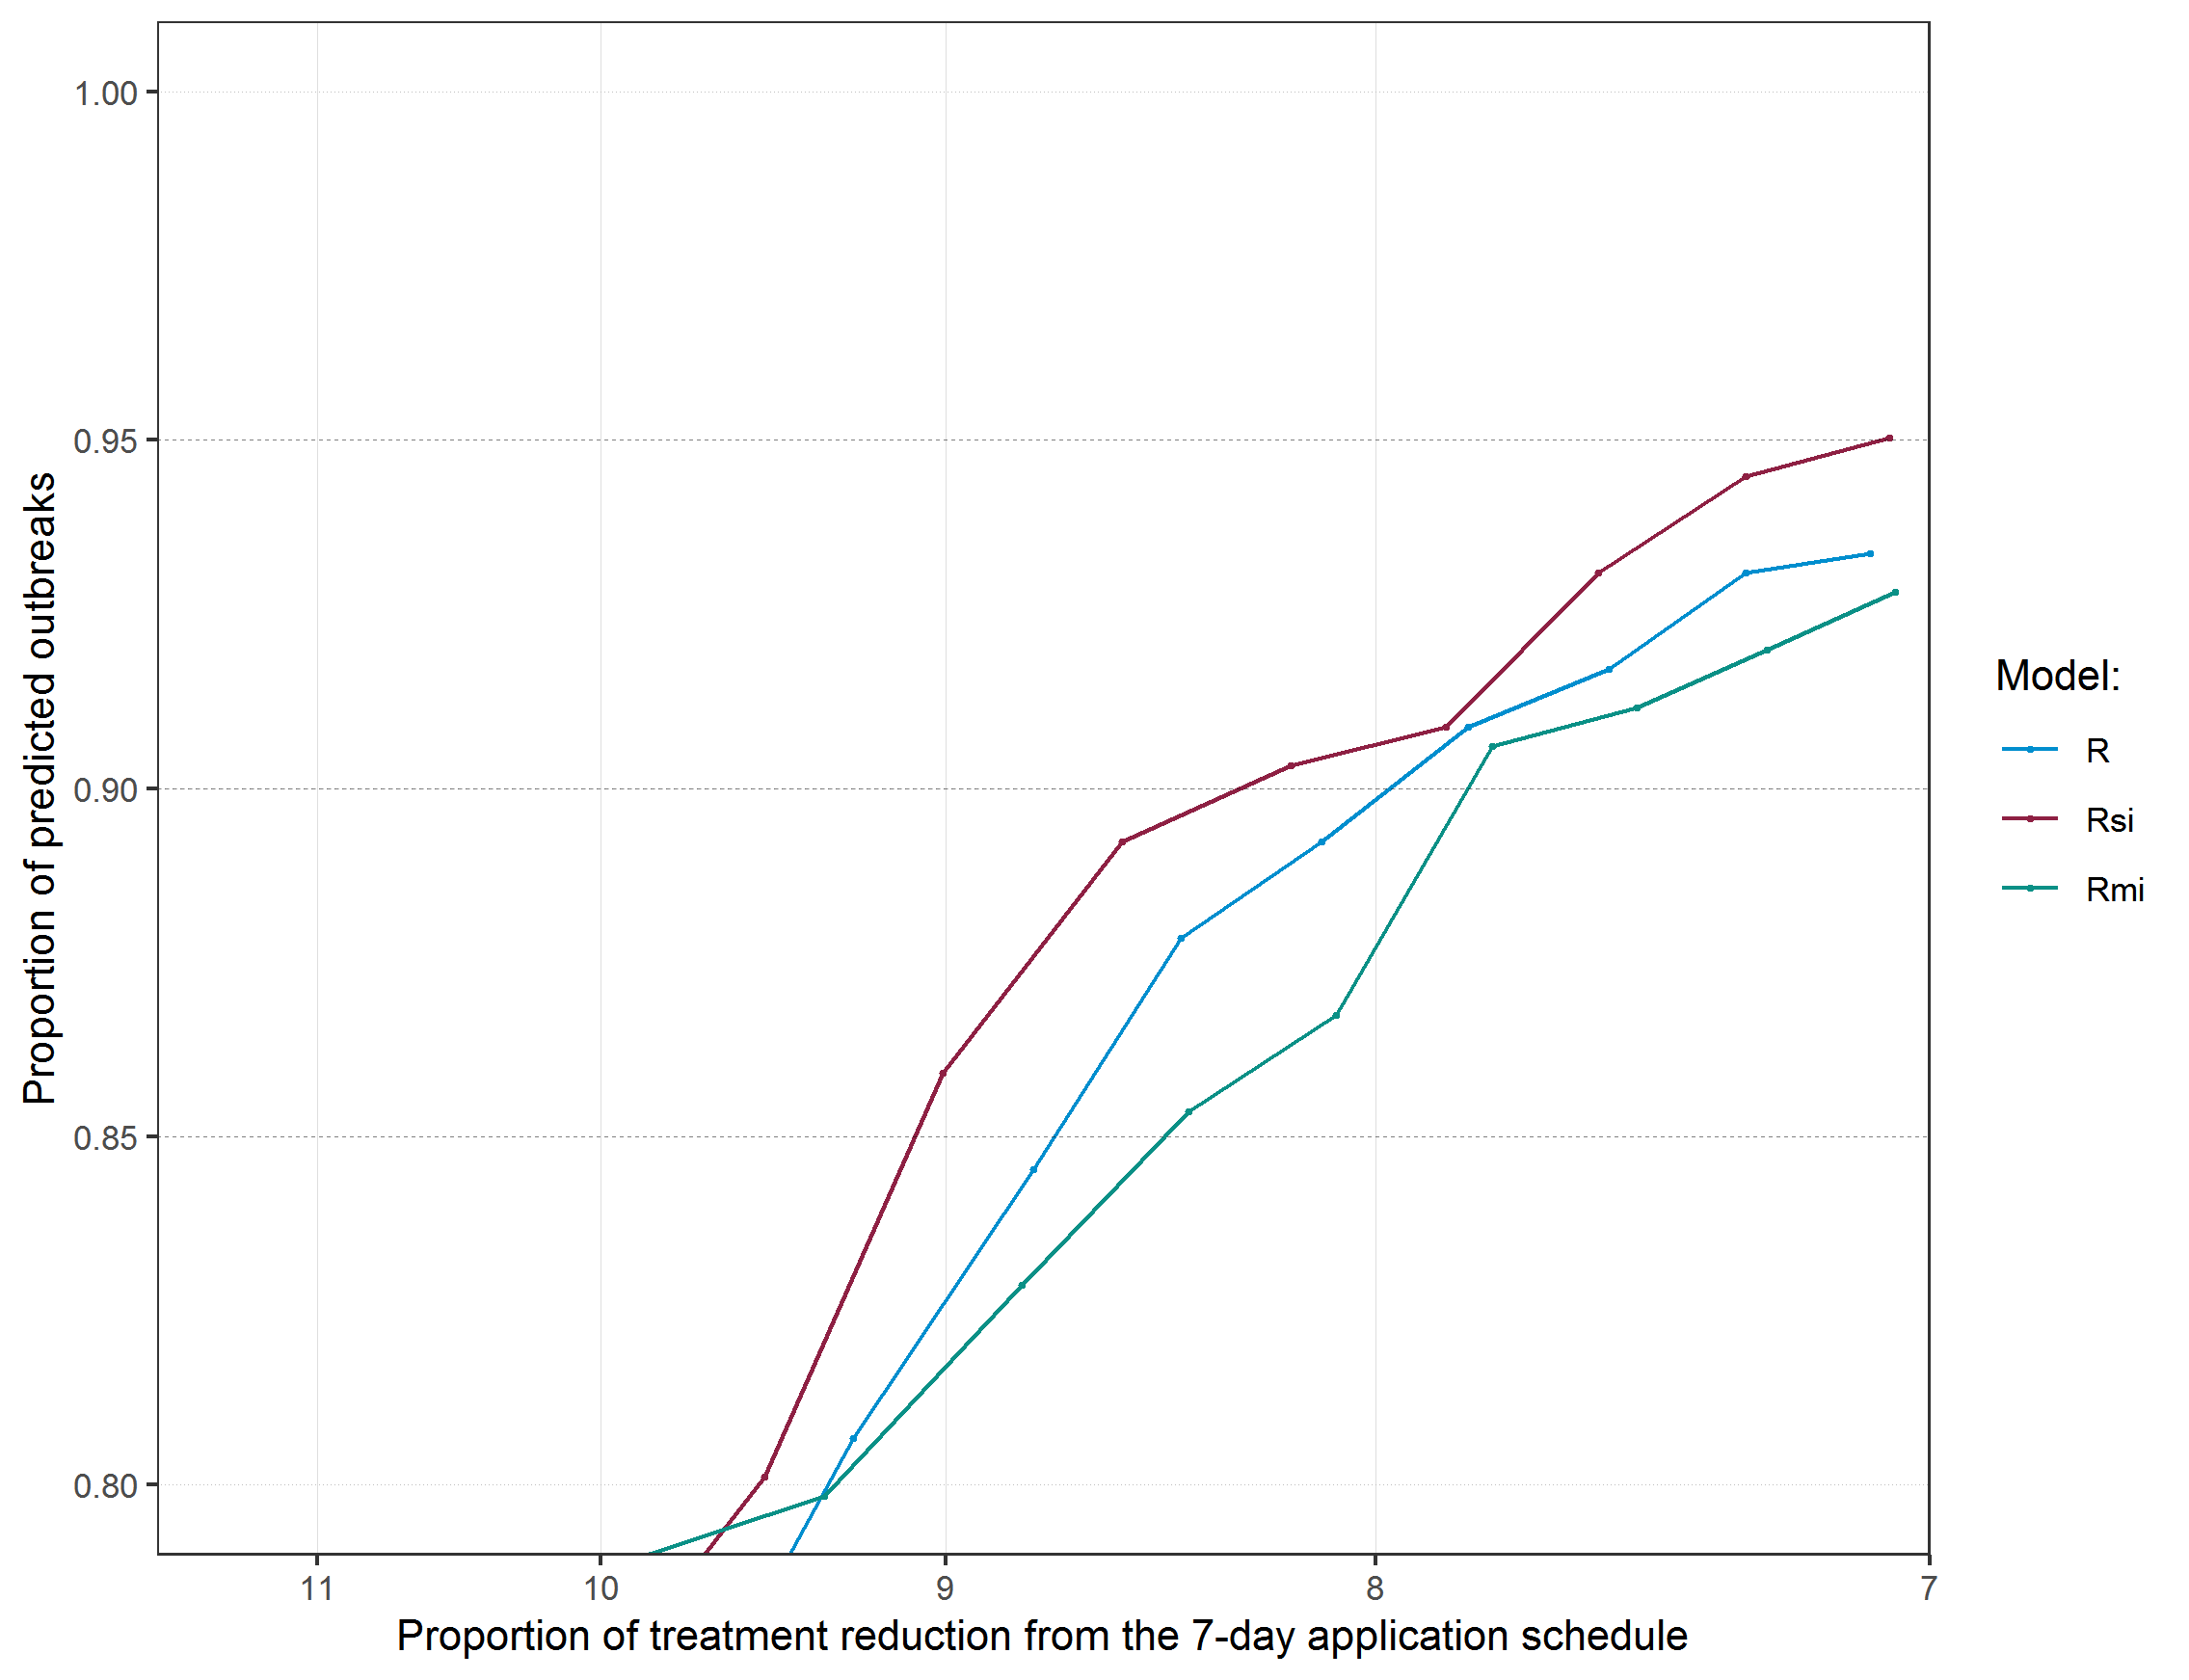 1.00
0.95
0.90
0.85
0.80
Proportion of predicted outbreaks
11 10 9 8 7
Proportion of treatment reduction from the 7-day application schedule
Model:
R
Rsi
Rmi